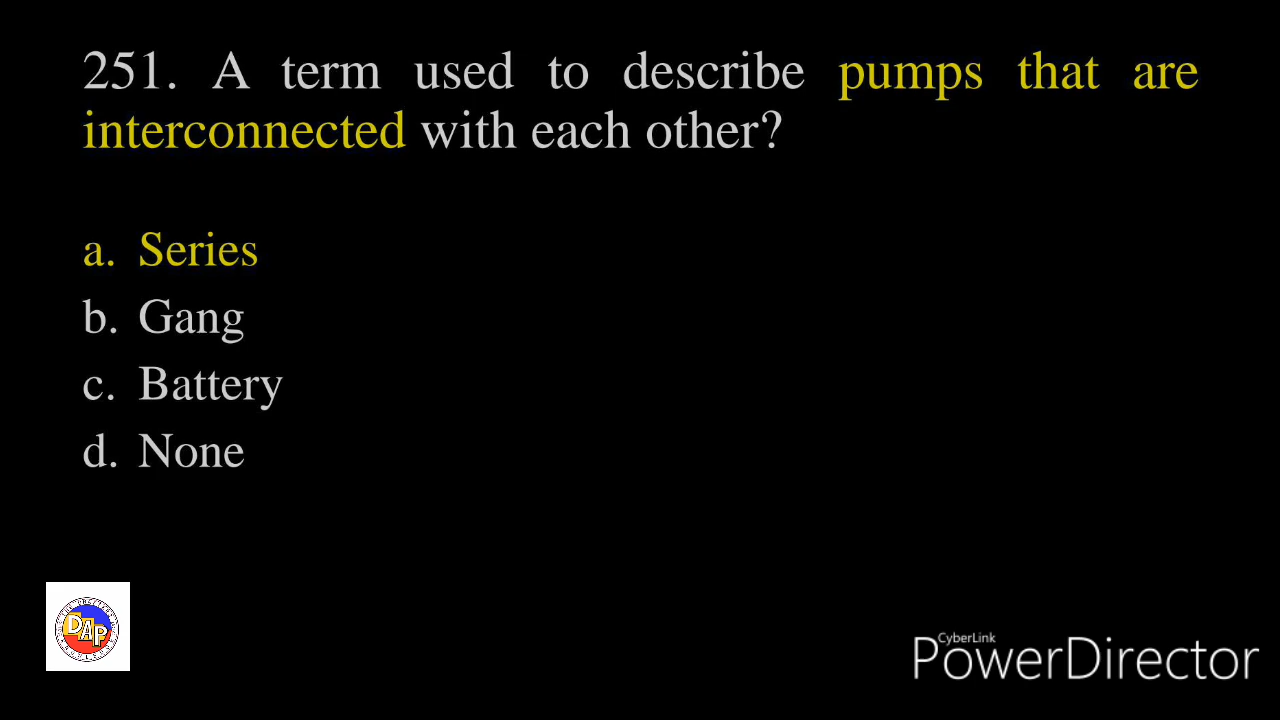 251. A term used to describe pumps that are
interconnected with each other?
a. Series
b. Gang
c. Battery
d. None
DAP
CyberLink
PowerDirector